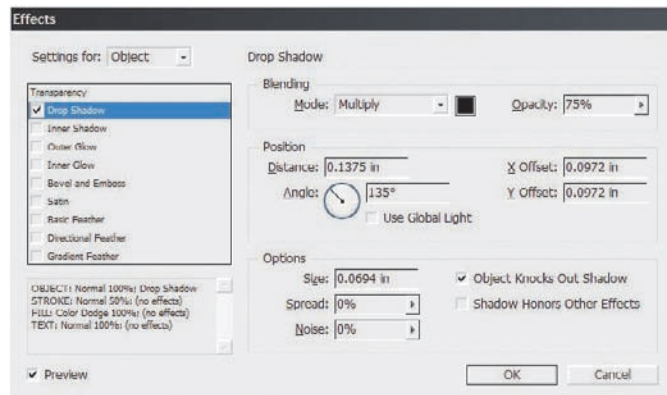 Effects
Settings for: Object
Transparency
Drop Shadow
Inner Shadow
Outer Glow
Inner Glow
Bevel and Emboss
Satin
Basic Feather
Directional Feather
Gradient Feather
OBJECT: Normal 100%; Drop Shadow
STROKE: Normal 50%; (no effects)
FILL: Color Dodge 100%; (no effects)
TEXT: Normal 100%; (no effects)
Preview
Drop Shadow
Blending
Mode: Multiply
Opacity: 75%
Position
Distance: 0.1375 in
X Offset: 0.0972 in
Angle: 135°
Y Offset: 0.0972 in
Use Global Light
Options
Size: 0.0694 in
Object Knocks Out Shadow
Spread: 0%
Shadow Honors Other Effects
Noise: 0%
OK
Cancel